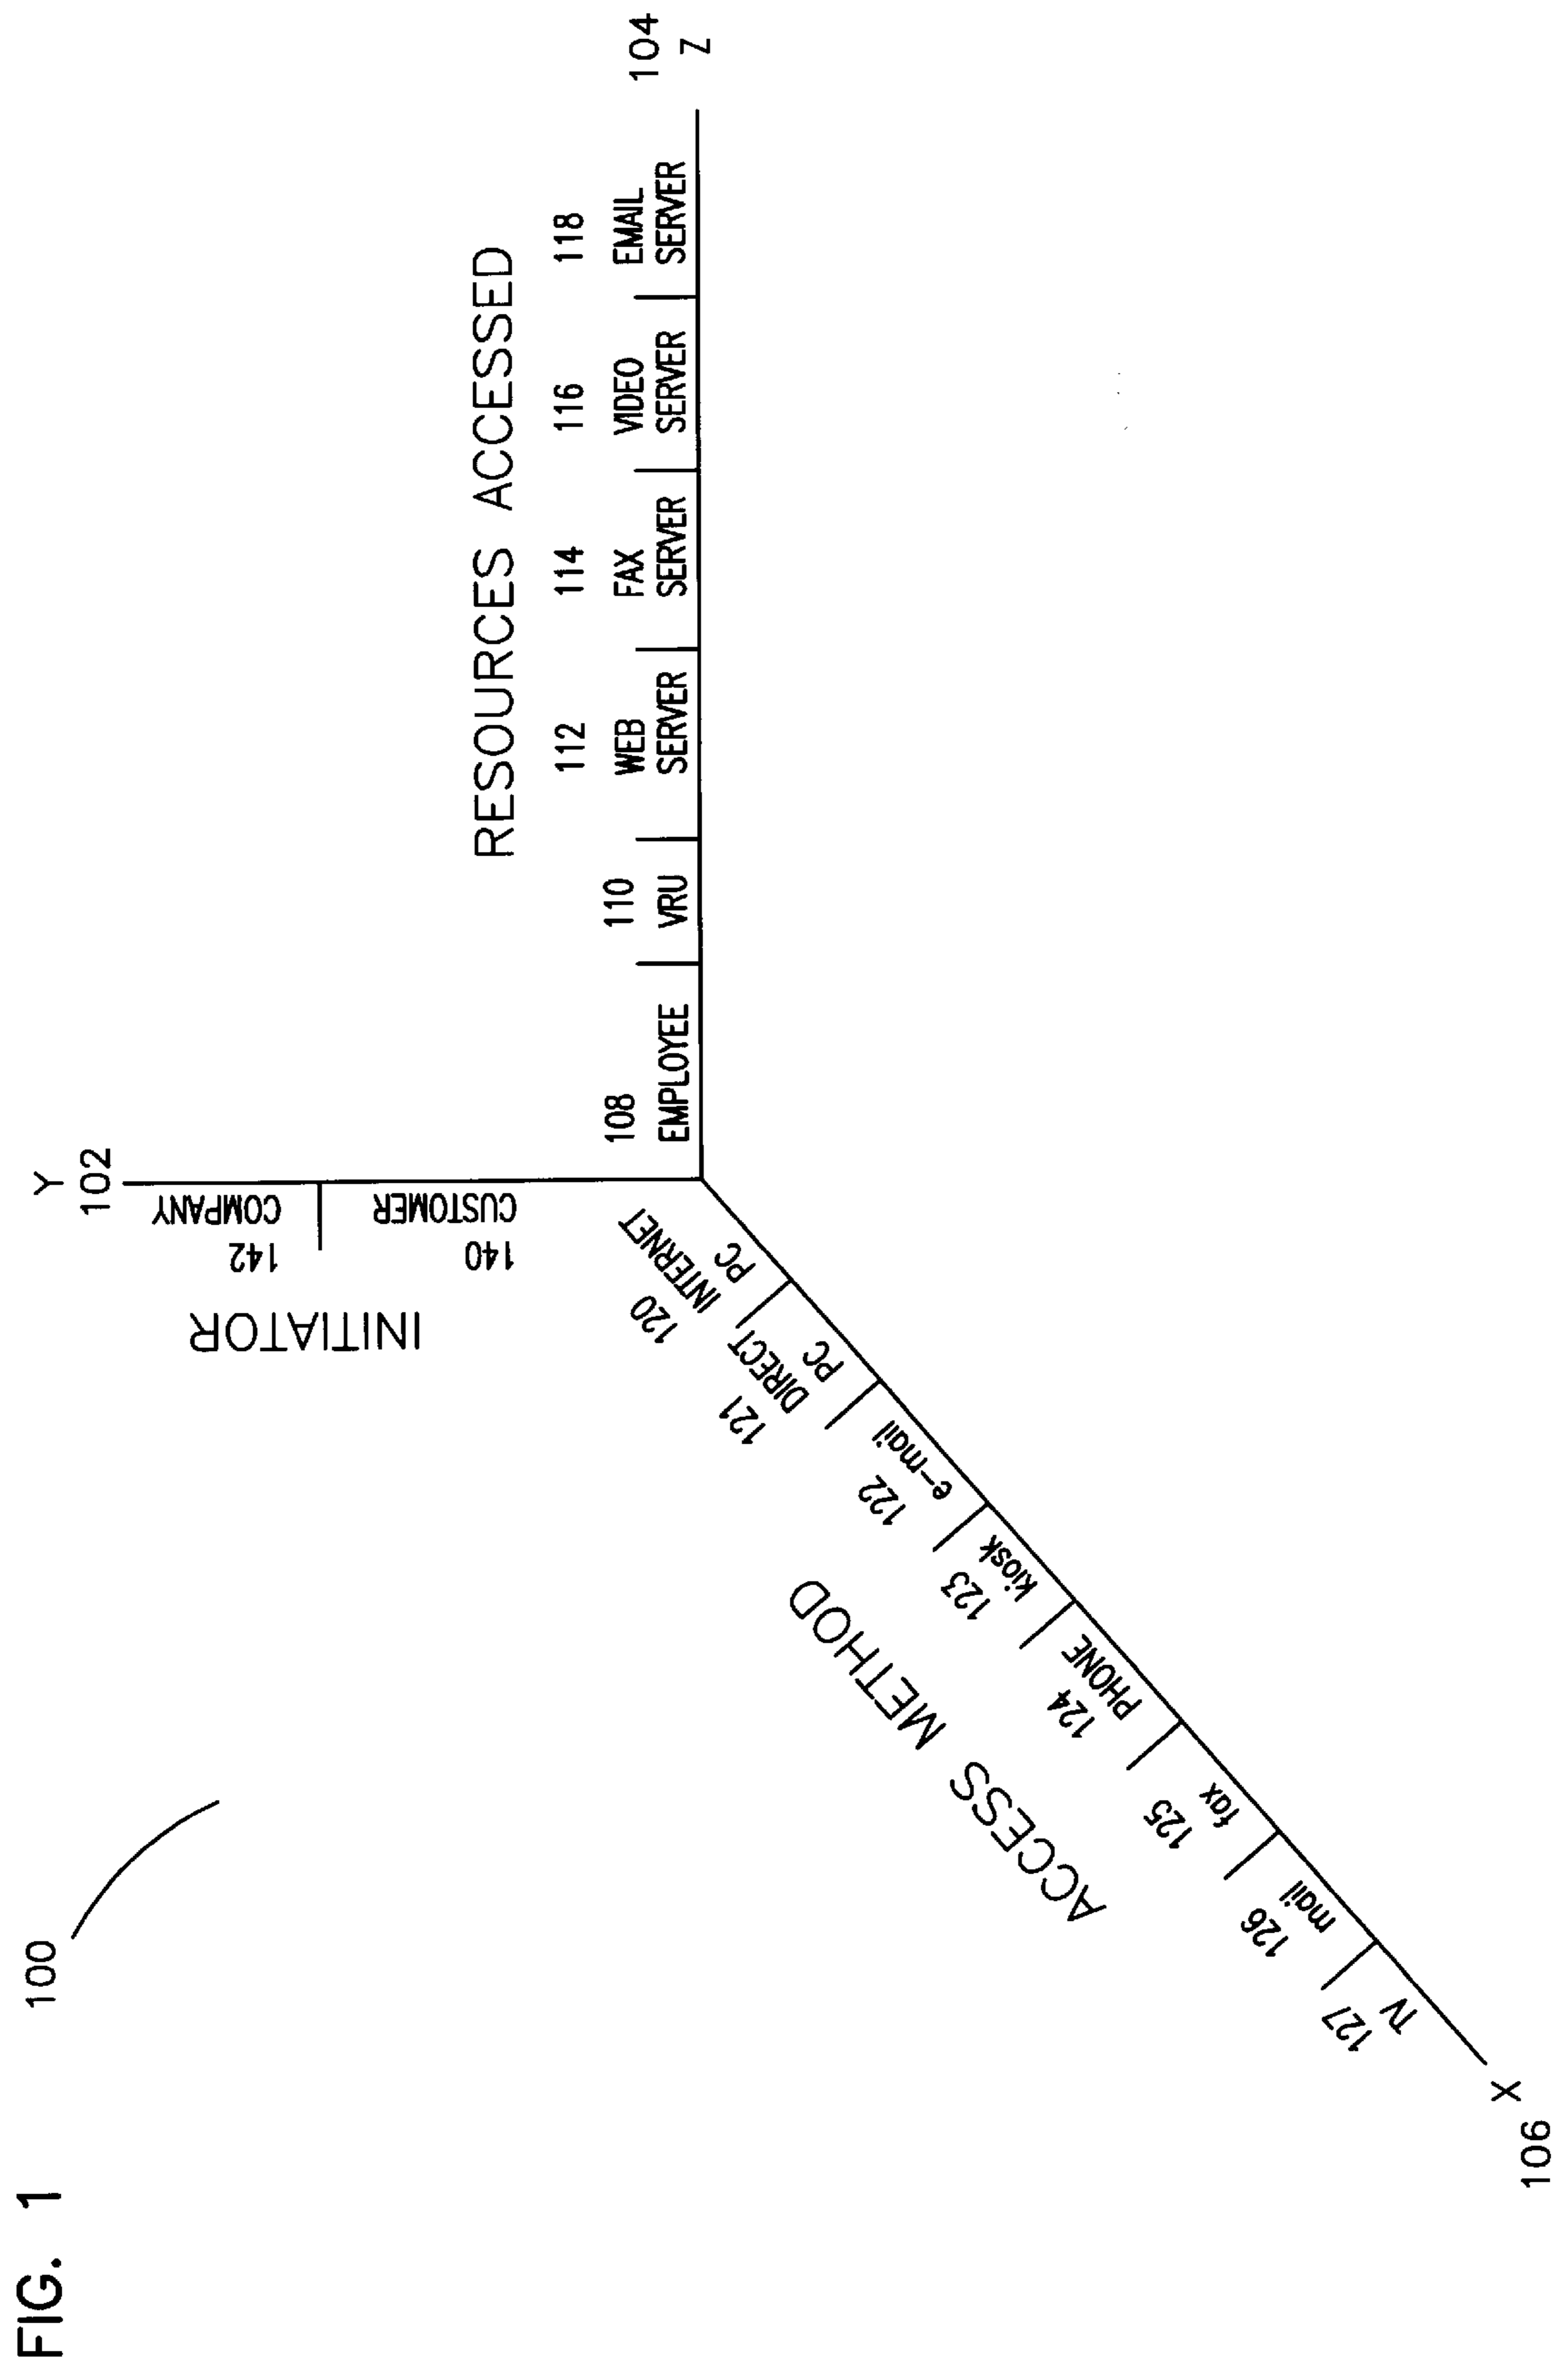 FIG. 1
100
Y
102
142
COMPANY
140
CUSTOMER
INITIATOR
RESOURCES ACCESSED
108
EMPLOYEE
110
VRU
112
WEB
SERVER
114
FAX
SERVER
116
VIDEO
SERVER
118
EMAIL
SERVER
104
Z
ACCESS METHOD
120
INTERNET
PC
121
DIRECT
PC
122
e-mail
123
kiosk
124
PHONE
125
fax
126
mail
127
TV
X
106